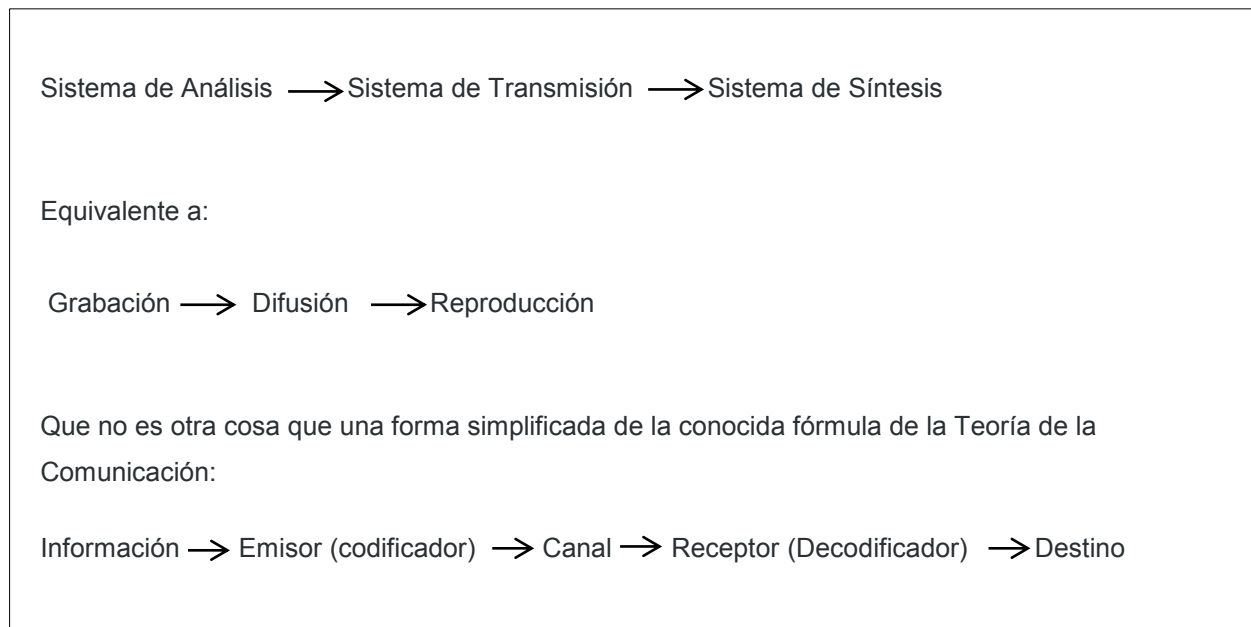 Sistema de Análisis → Sistema de Transmisión → Sistema de Síntesis
Equivalente a:
Grabación → Difusión → Reproducción
Que no es otra cosa que una forma simplificada de la conocida fórmula de la Teoría de la
Comunicación:
Información → Emisor (codificador) → Canal → Receptor (Decodificador) → Destino